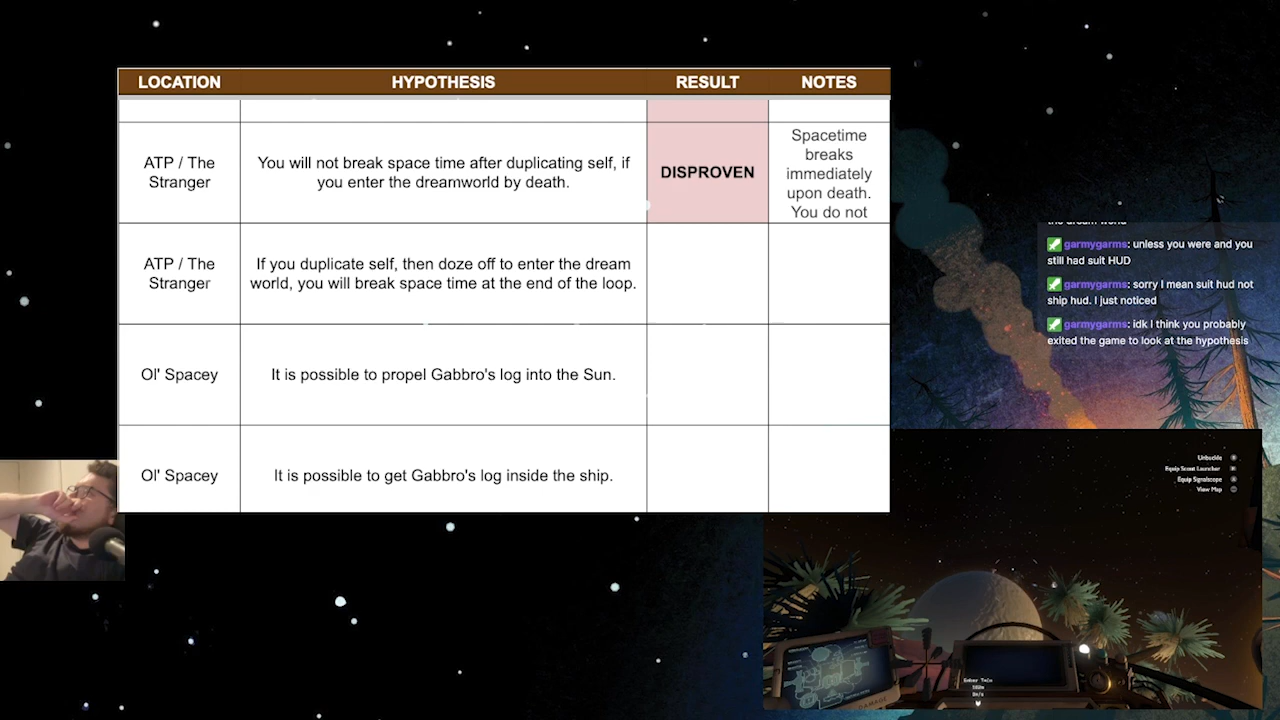 LOCATION HYPOTHESIS RESULT NOTES
ATP / The
Stranger
You will not break space time after duplicating self, if
you enter the dreamworld by death.
DISPROVEN
Spacetime
breaks
immediately
upon death.
You do not
ATP / The
Stranger
If you duplicate self, then doze off to enter the dream
world, you will break space time at the end of the loop.
Ol' Spacey
It is possible to propel Gabbro's log into the Sun.
Ol' Spacey
It is possible to get Gabbro's log inside the ship.
garmygarms: unless you were and you
still had suit HUD
garmygarms: sorry I mean suit hud not
ship hud. I just noticed
garmygarms: idk I think you probably
exited the game to look at the hypothesis
Unbuckle
Equip Scout Launcher
Equip Signalscope
View Map
Ember Twin
DAMAGE